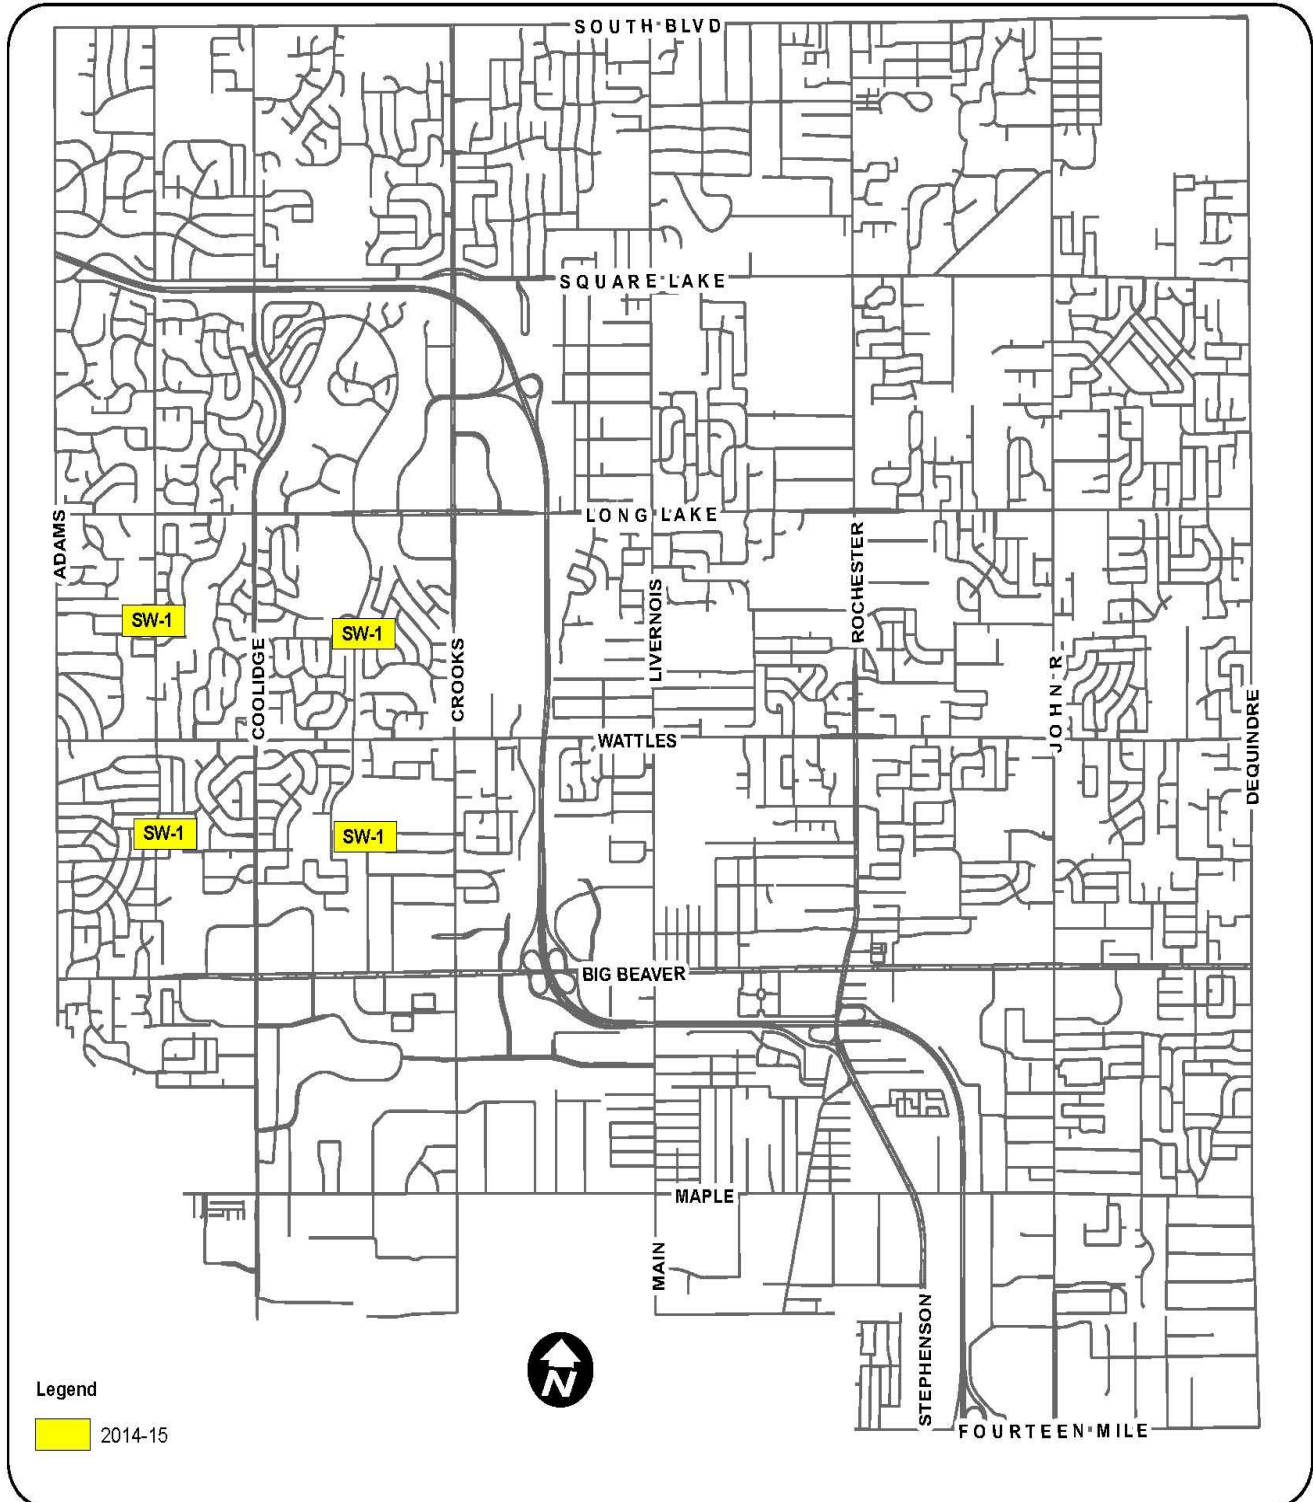 SOUTH BLVD
SQUARE LAKE
LONG LAKE
ADAMS
ROCHESTER
LIVERNOIS
SW-1
SW-1
COOLIDGE
CROOKS
JOHN R
DEQUINDRE
WATTLES
SW-1
SW-1
BIG BEAVER
MAPLE
MAIN
STEPHENSON
N
FOURTEEN MILE
Legend
2014-15